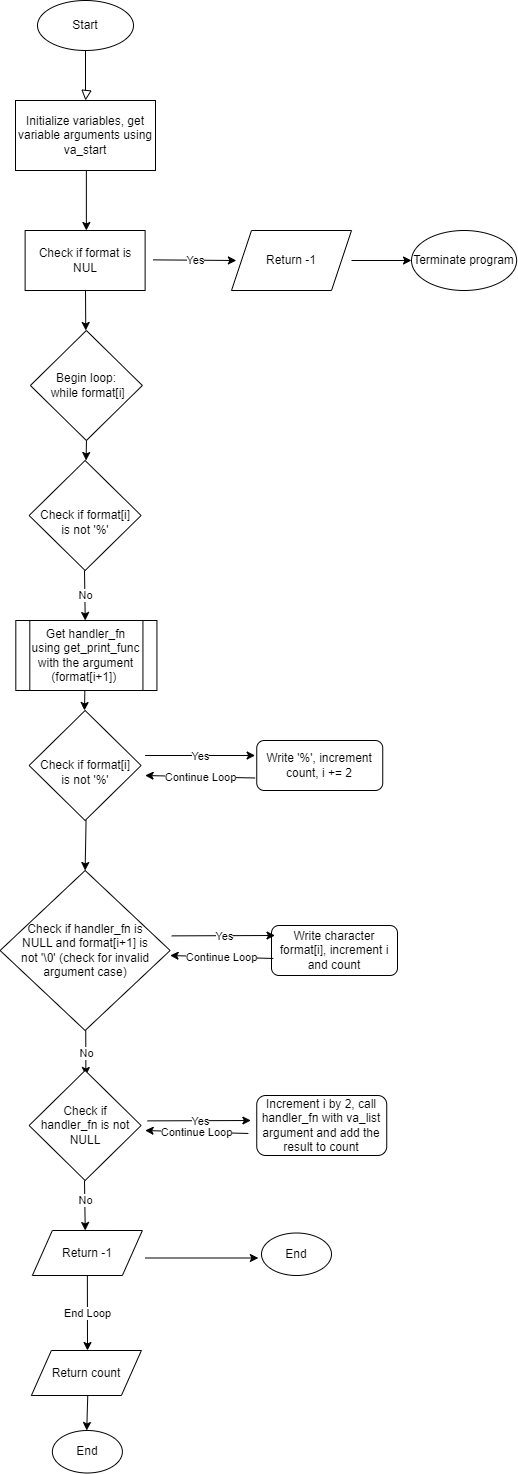 Start
Initialize variables, get
variable arguments using
va_start
Check if format is
NUL
Yes
Return -1
Terminate program
Begin loop:
while format[i]
Check if format[i]
is not '%'
No
Get handler_fn
using get_print_func
with the argument
(format[i+1])
Check if format[i]
is not '%'
Yes
Continue Loop
Write '%', increment
count, i += 2
Check if handler_fn is
NULL and format[i+1] is
not '\0' (check for invalid
argument case)
Yes
Continue Loop
Write character
format[i], increment i
and count
No
Check if
handler_fn is not
NULL
Yes
Continue Loop
Increment i by 2, call
handler_fn with va_list
argument and add the
result to count
No
Return -1
End
End Loop
Return count
End